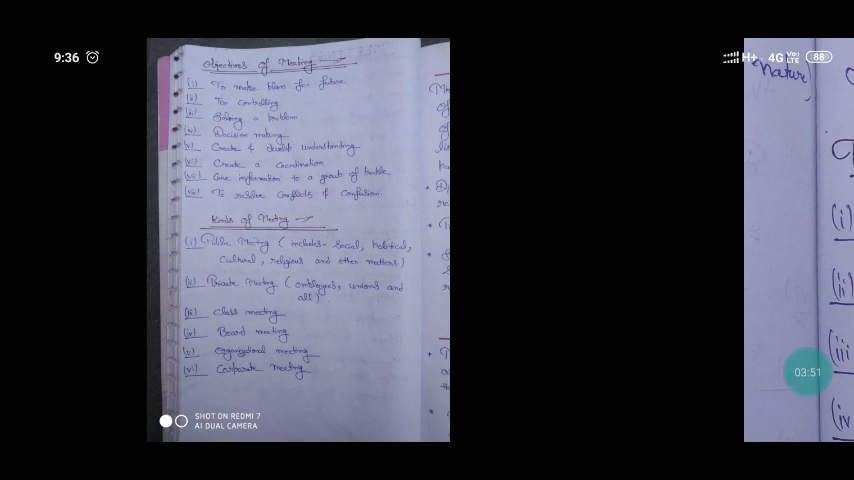 9:36
H+ 4G VoLTE 88
Objectives of Meeting
(i) To make plans for future
(ii) For controlling
(iii) Solving a problem
(iv) Decision making
(v) Create & develop understanding
(vi) Create a coordination
(vii) Give information to a group of people
(viii) To resolve conflicts & confusion.
Kinds of Meeting
(i) Public Meeting ( includes- Social, Political,
Cultural, religious and other matters)
(ii) Private Meeting ( employees, unions and
all)
(iii) Class meeting
(iv) Board meeting
(v) Organizational meeting
(vi) Corporate Meeting
SHOT ON REDMI 7
AI DUAL CAMERA
Nature
(i)
(ii)
(iii
(iv
03:51